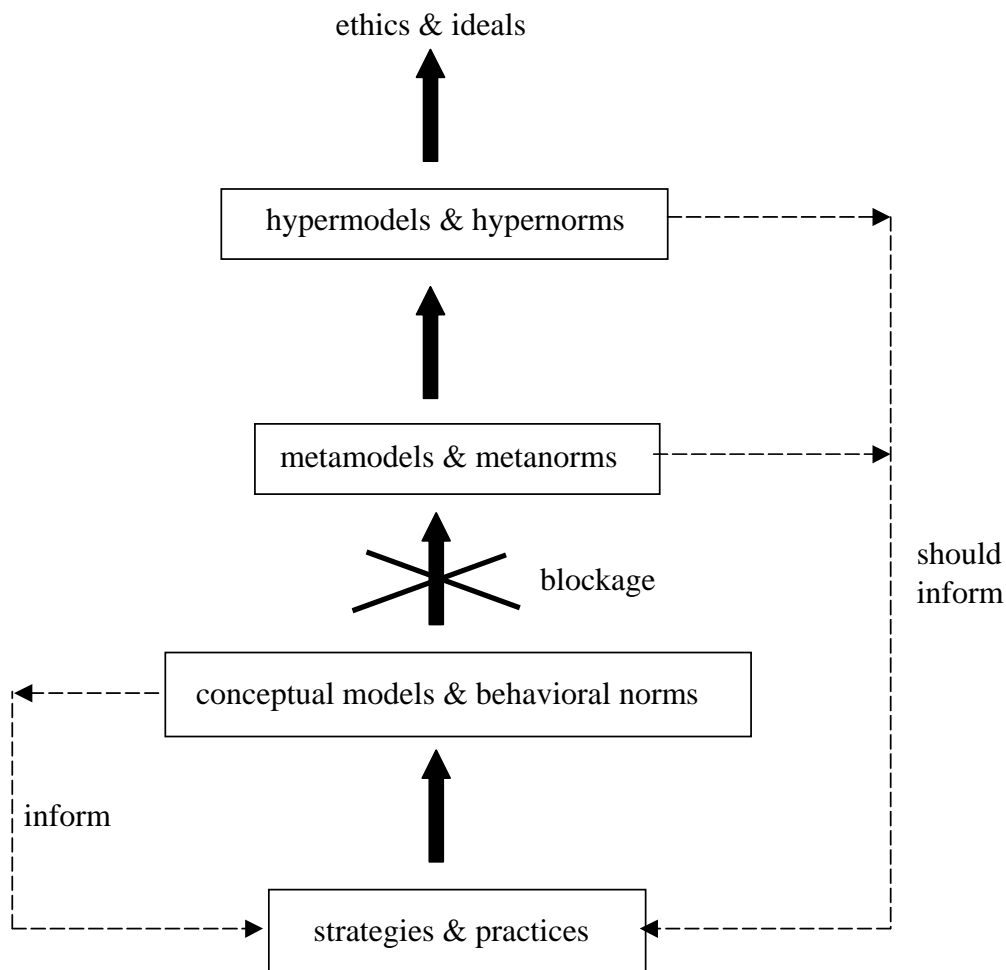 ethics & ideals
hypermodels & hypernorms
metamodels & metanorms
blockage
should
inform
conceptual models & behavioral norms
inform
strategies & practices